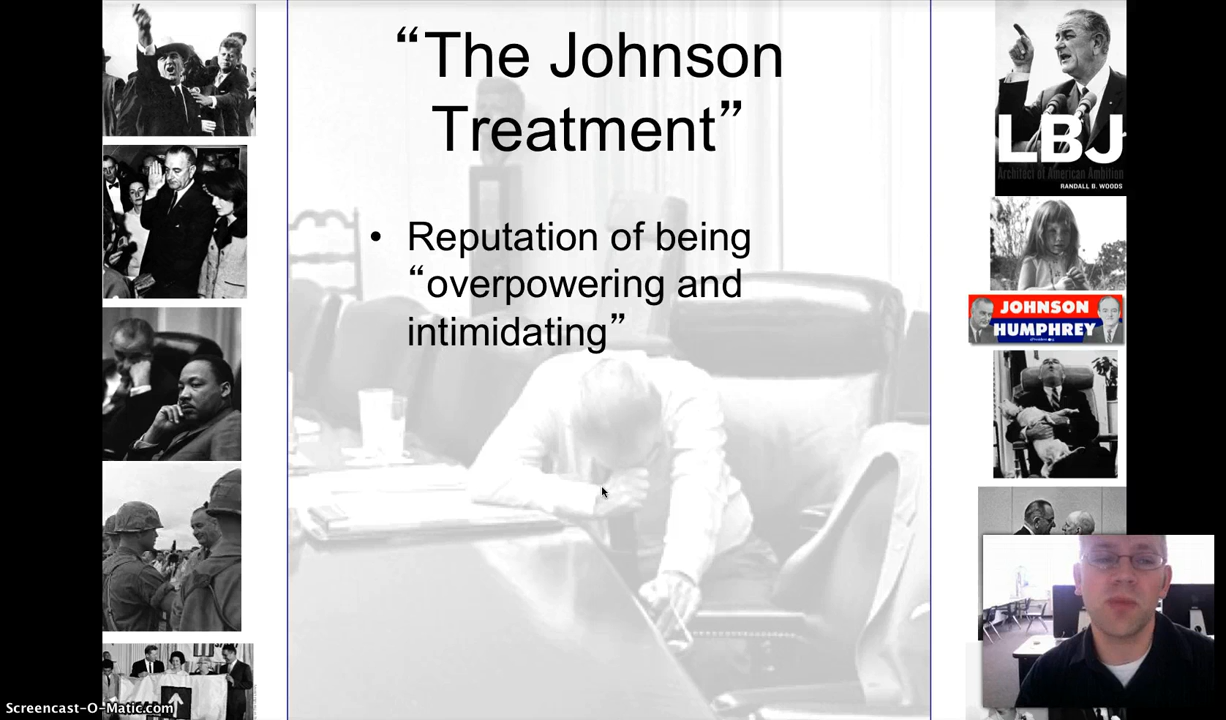 “The Johnson
Treatment”
• Reputation of being
“overpowering and
intimidating”
LBJ
Architect of American Ambition
RANDALL B. WOODS
JOHNSON
HUMPHREY
Screencast-O-Matic.com